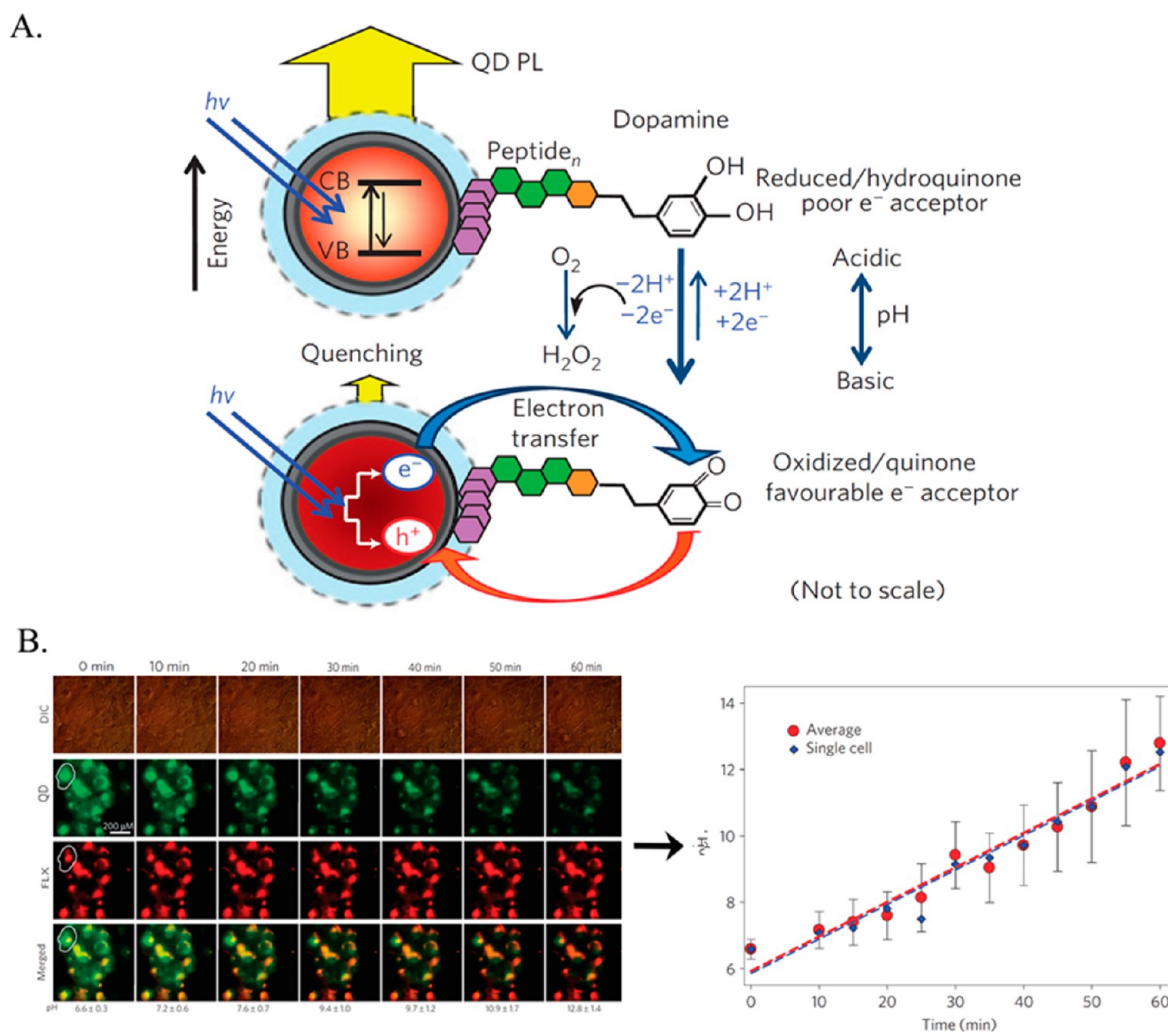 A.
QD PL
hν
Dopamine
Peptideₙ
OH
OH
Reduced/hydroquinone
poor e⁻ acceptor
Energy
CB
VB
O₂
−2H⁺
−2e⁻
+2H⁺
+2e⁻
H₂O₂
Acidic
pH
Basic
Quenching
hν
Electron
transfer
e⁻
h⁺
O
O
Oxidized/quinone
favourable e⁻ acceptor
(Not to scale)
B.
0 min 10 min 20 min 30 min 40 min 50 min 60 min
DIC
QD
200 μM
FLX
Merged
pH 6.6 ± 0.3 7.2 ± 0.6 7.6 ± 0.7 9.4 ± 1.0 9.7 ± 1.2 10.9 ± 1.7 12.8 ± 1.4
14
12
10
8
6
Average
Single cell
0 10 20 30 40 50 60
Time (min)